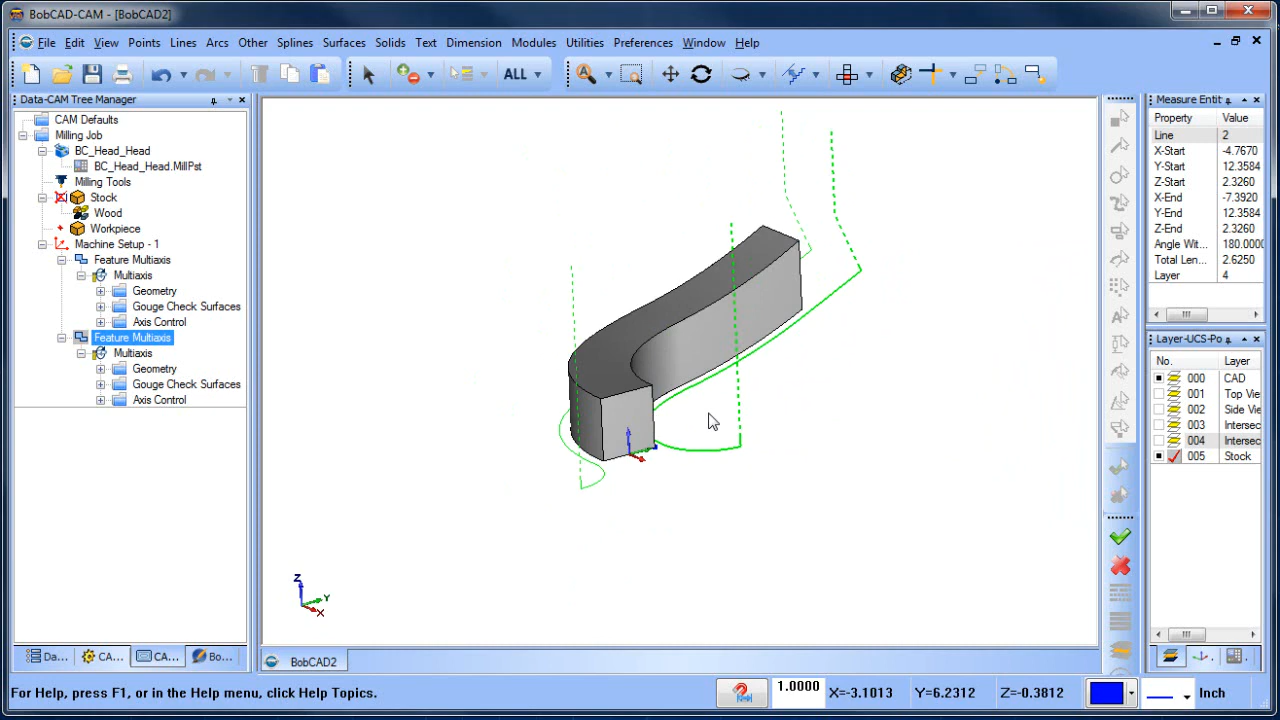 BobCAD-CAM - [BobCAD2]
File Edit View Points Lines Arcs Other Splines Surfaces Solids Text Dimension Modules Utilities Preferences Window Help
ALL
Data-CAM Tree Manager
CAM Defaults
Milling Job
BC_Head_Head
BC_Head_Head.MillPst
Milling Tools
Stock
Wood
Workpiece
Machine Setup - 1
Feature Multiaxis
Multiaxis
Geometry
Gouge Check Surfaces
Axis Control
Feature Multiaxis
Multiaxis
Geometry
Gouge Check Surfaces
Axis Control
Da... CA... CA... Bo...
Z
Y
X
BobCAD2
Measure Entit
Property Value
Line 2
X-Start -4.7670
Y-Start 12.3584
Z-Start 2.3260
X-End -7.3920
Y-End 12.3584
Z-End 2.3260
Angle Wit... 180.0000
Total Len... 2.6250
Layer 4
Layer-UCS-Po
No. Layer
000 CAD
001 Top Vie
002 Side Vi
003 Intersec
004 Intersec
005 Stock
For Help, press F1, or in the Help menu, click Help Topics.
1.0000 X=-3.1013 Y=6.2312 Z=-0.3812 Inch